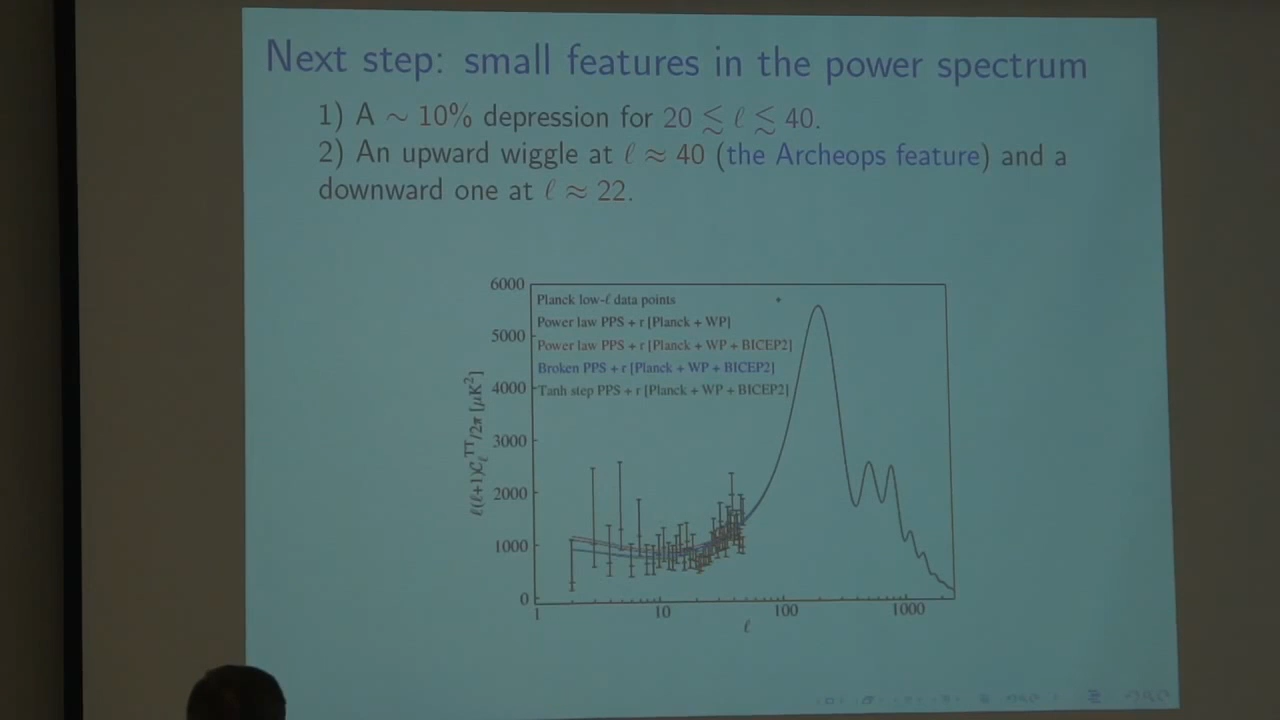 Next step: small features in the power spectrum
1) A ∼ 10% depression for 20 ≲ ℓ ≲ 40.
2) An upward wiggle at ℓ ≈ 40 (the Archeops feature) and a
downward one at ℓ ≈ 22.
6000
Planck low-ℓ data points
Power law PPS + r [Planck + WP]
5000
Power law PPS + r [Planck + WP + BICEP2]
Broken PPS + r [Planck + WP + BICEP2]
4000
Tanh step PPS + r [Planck + WP + BICEP2]
ℓ(ℓ+1)C_ℓ^TT/2π [μK²]
3000
2000
1000
0
1 10 100 1000
ℓ